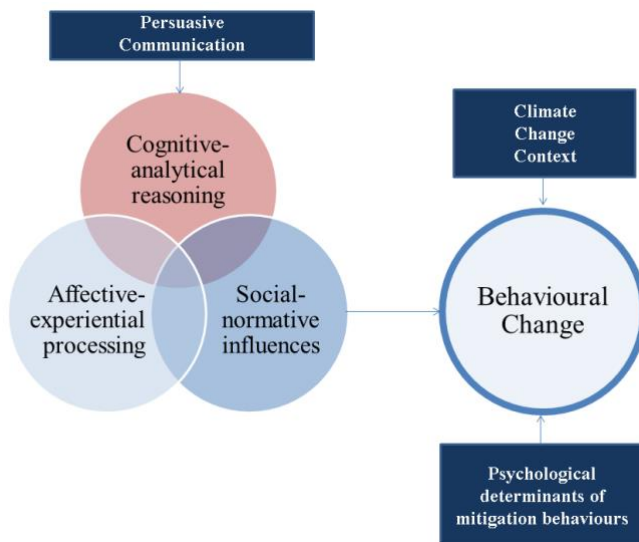 Persuasive
Communication
Cognitive-
analytical
reasoning
Affective-
experiential
processing
Social-
normative
influences
Climate
Change
Context
Behavioural
Change
Psychological
determinants of
mitigation behaviours